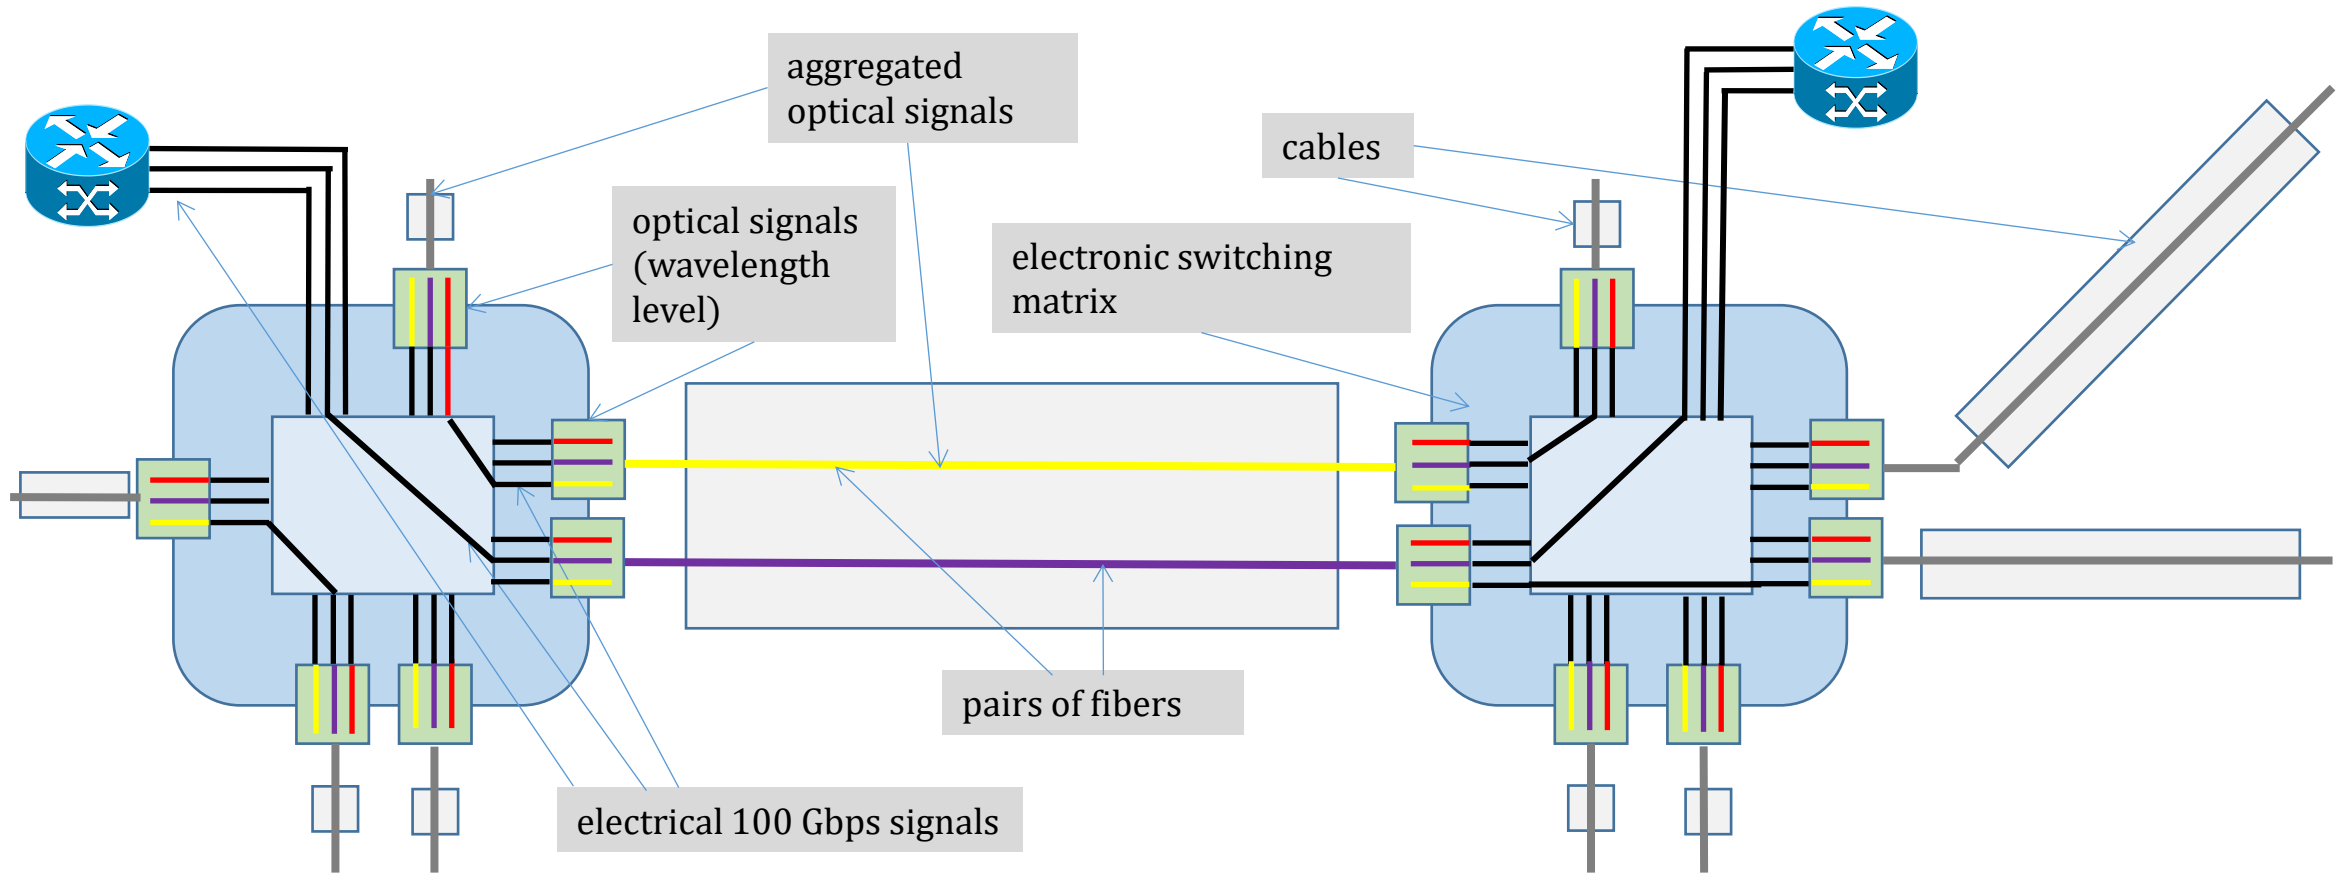 aggregated
optical signals
cables
optical signals
(wavelength
level)
electronic switching
matrix
pairs of fibers
electrical 100 Gbps signals